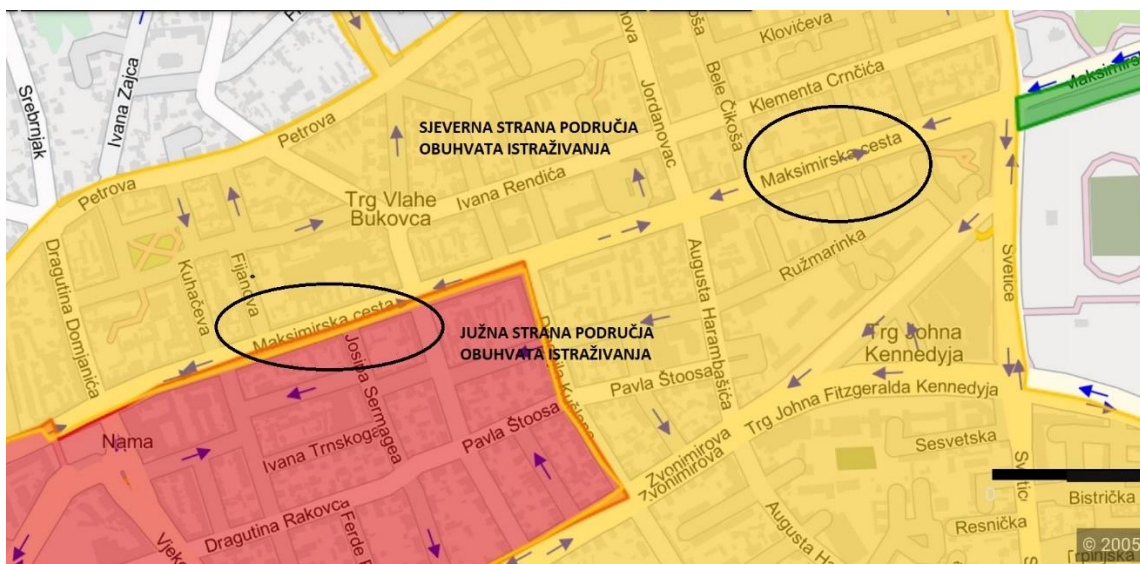 Klovićeva
Klementa Crnčića
Bele Čikoša
Jordanovac
Srebrnjak
Ivana Zajca
Petrova
SJEVERNA STRANA PODRUČJA
OBUHVATA ISTRAŽIVANJA
Maksimirska cesta
Petrova
Ivana Rendića
Trg Vlahe
Bukovca
Dragutina Domjanića
Kuhačeva
Fijanova
Ružmarinka
Augusta Harambašića
Svetice
Maksimirska cesta
JUŽNA STRANA PODRUČJA
OBUHVATA ISTRAŽIVANJA
Trg Johna
Kennedyja
Josipa Sermagea
Pavla Štoosa
Trg Johna Fitzgeralda Kennedyja
Nama
Ivana Trnskoga
Pavla Štoosa
Zvonimirova
Zvonimirova
Sesvetska
Bistrička
Dragutina Rakovca
Resnička
© 2005